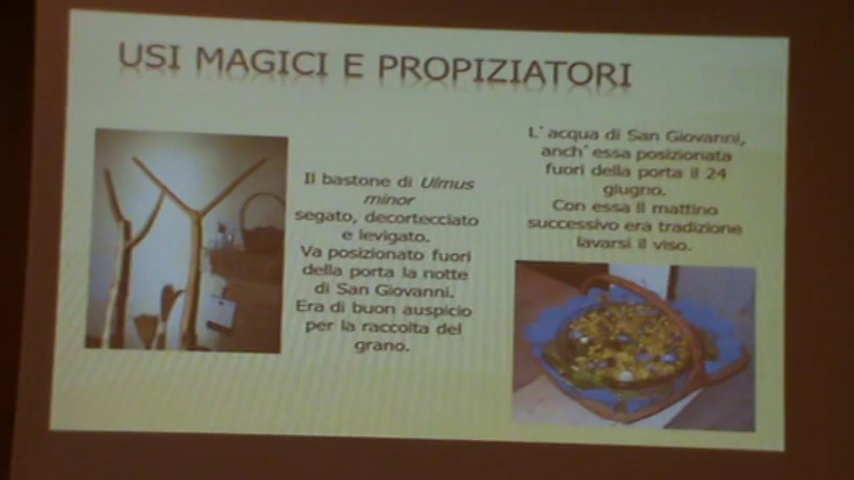 USI MAGICI E PROPIZIATORI
Il bastone di Ulmus
minor
segato, decortecciato
e levigato.
Va posizionato fuori
della porta la notte
di San Giovanni.
Era di buon auspicio
per la raccolta del
grano.
L'acqua di San Giovanni,
anch'essa posizionata
fuori della porta il 24
giugno.
Con essa il mattino
successivo era tradizione
lavarsi il viso.